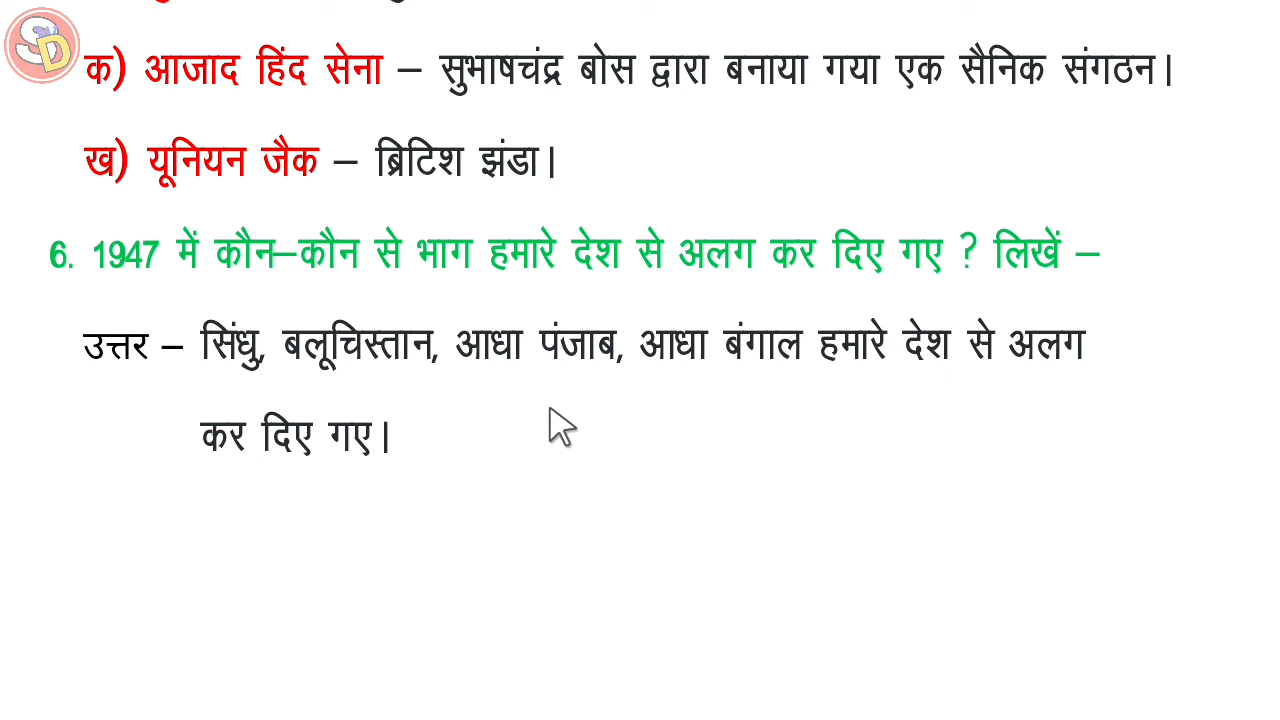 SD
क) आजाद हिंद सेना – सुभाषचंद्र बोस द्वारा बनाया गया एक सैनिक संगठन।
ख) यूनियन जैक – ब्रिटिश झंडा।
6. 1947 में कौन–कौन से भाग हमारे देश से अलग कर दिए गए ? लिखें –
उत्तर – सिंधु, बलूचिस्तान, आधा पंजाब, आधा बंगाल हमारे देश से अलग
कर दिए गए।